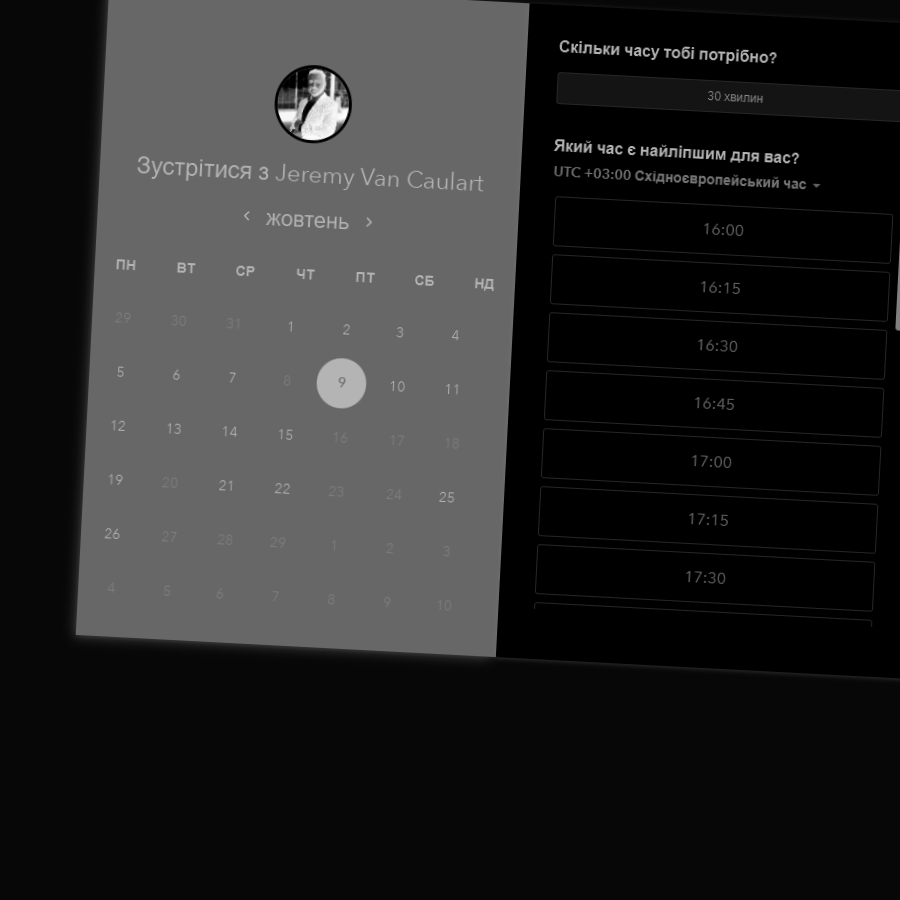 Зустрітися з Jeremy Van Caulart
жовтень
ПН ВТ СР ЧТ ПТ СБ НД
29 30 31 1 2 3 4
5 6 7 8 9 10 11
12 13 14 15 16 17 18
19 20 21 22 23 24 25
26 27 28 29 1 2 3
4 5 6 7 8 9 10
Скільки часу тобі потрібно?
30 хвилин
Який час є найліпшим для вас?
UTC +03:00 Східноєвропейський час
16:00
16:15
16:30
16:45
17:00
17:15
17:30